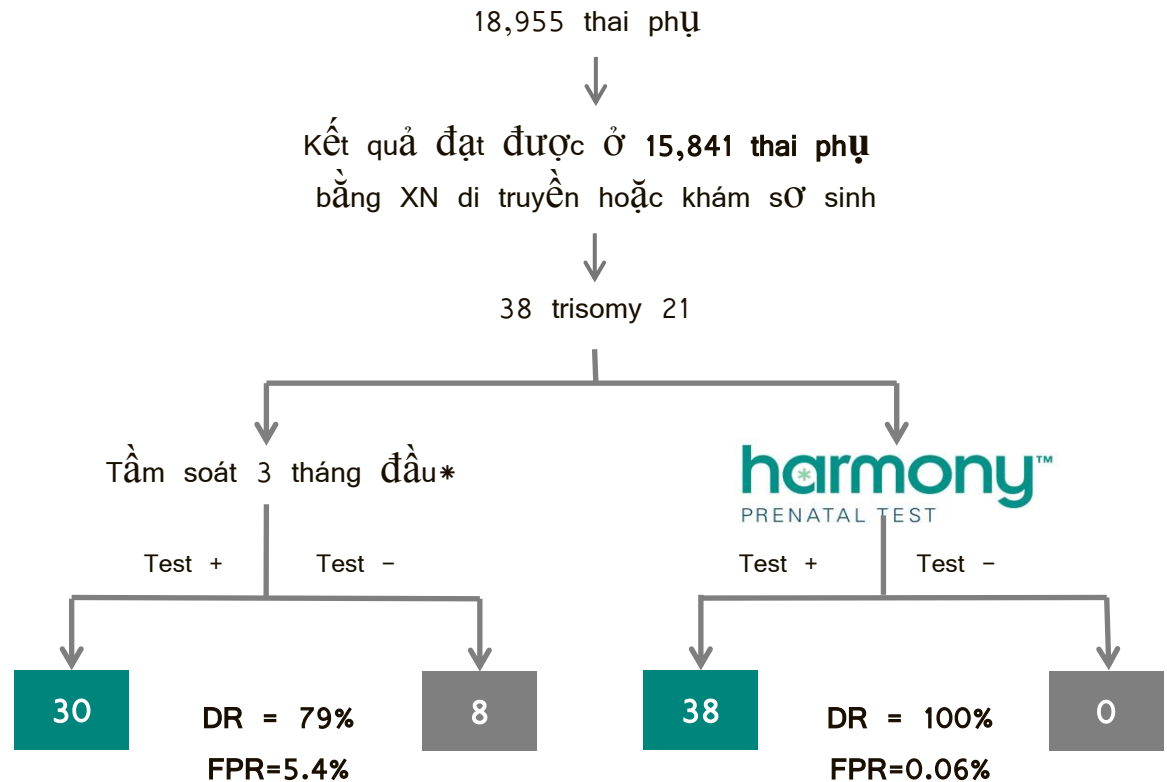 18,955 thai phụ
Kết quả đạt được ở 15,841 thai phụ
bằng XN di truyền hoặc khám sơ sinh
38 trisomy 21
Tầm soát 3 tháng đầu*
harmony™
PRENATAL TEST
Test +
Test -
Test +
Test -
30
DR = 79%
FPR=5.4%
8
38
DR = 100%
FPR=0.06%
0